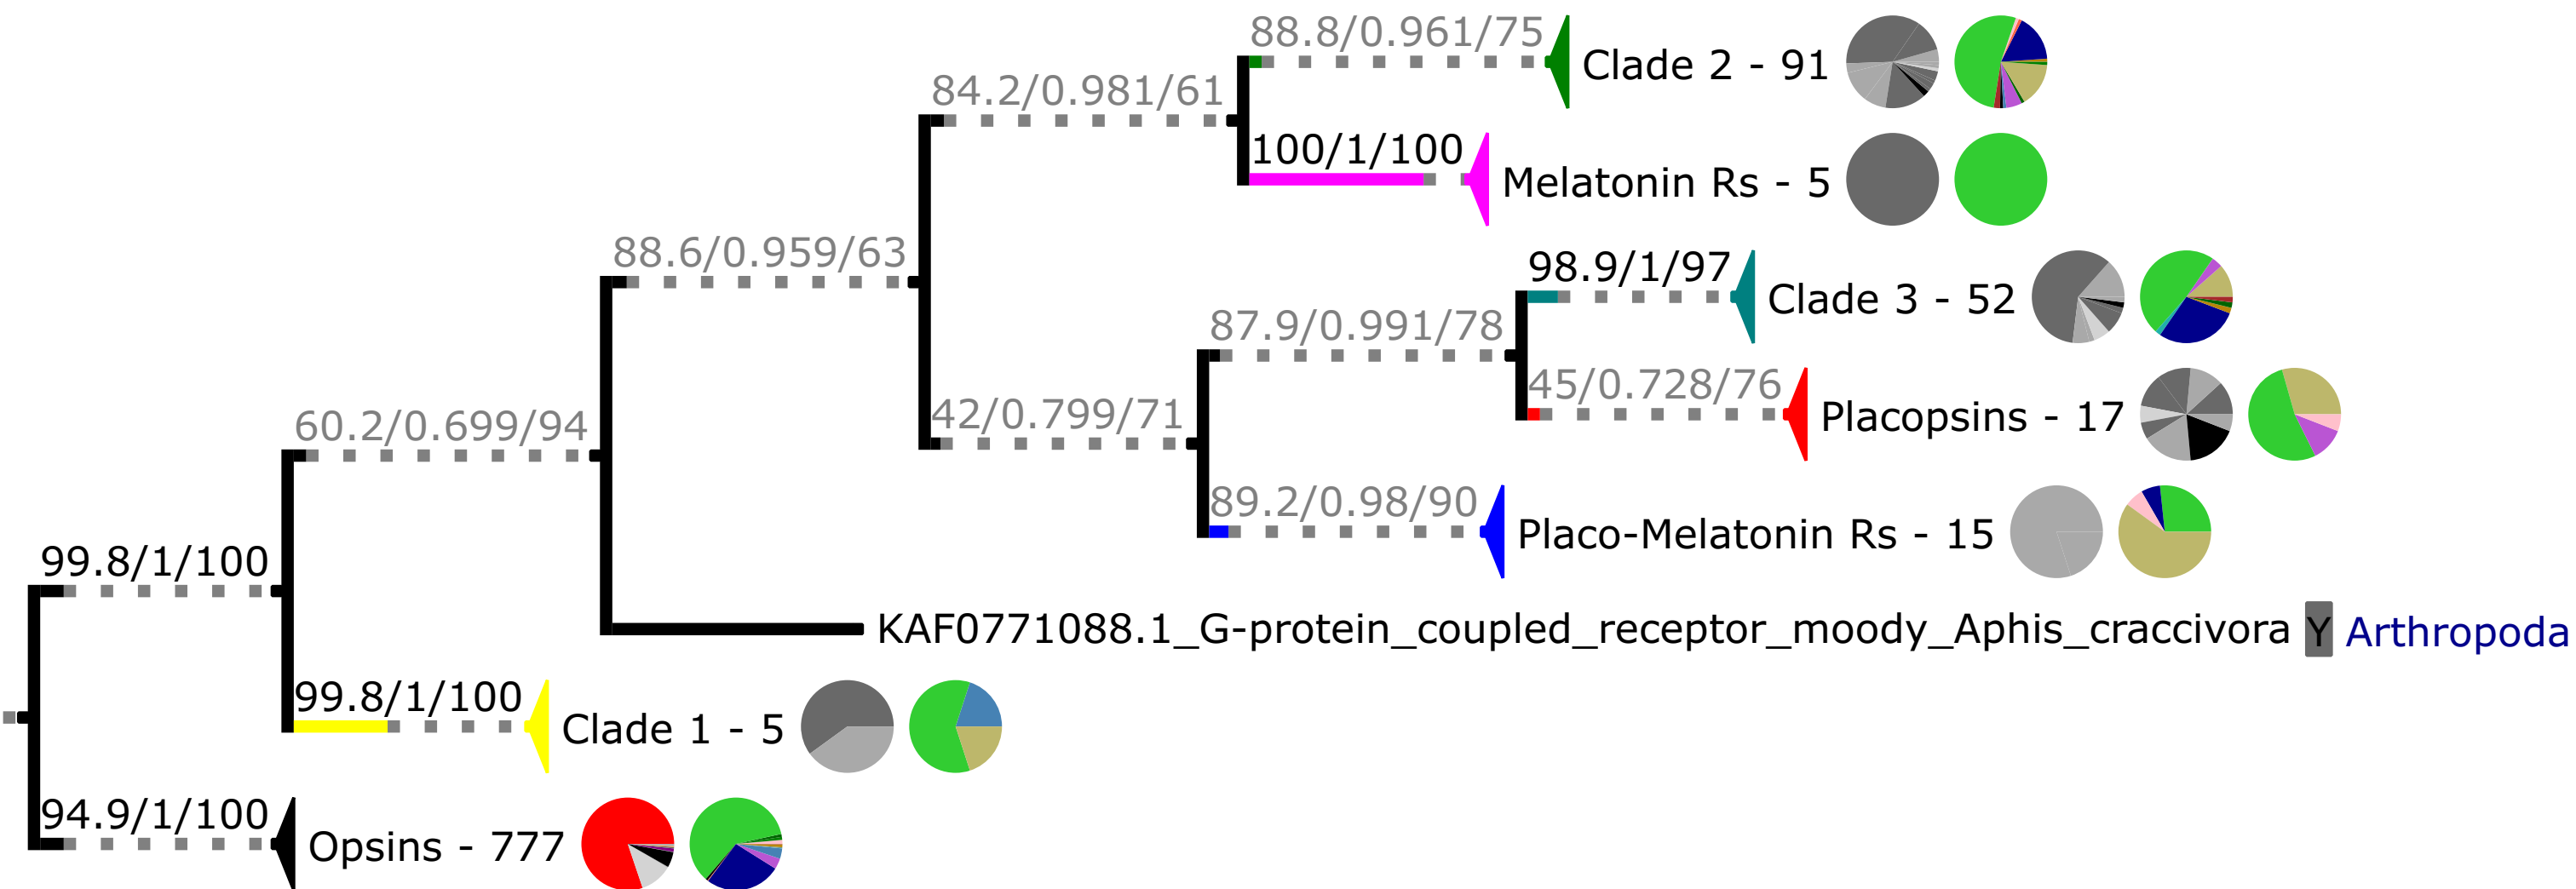 88.8/0.961/75
Clade 2 - 91
84.2/0.981/61
100/1/100
Melatonin Rs - 5
88.6/0.959/63
98.9/1/97
Clade 3 - 52
87.9/0.991/78
45/0.728/76
Placopsins - 17
42/0.799/71
60.2/0.699/94
89.2/0.98/90
Placo-Melatonin Rs - 15
99.8/1/100
KAF0771088.1_G-protein_coupled_receptor_moody_Aphis_craccivora Y Arthropoda
99.8/1/100
Clade 1 - 5
94.9/1/100
Opsins - 777